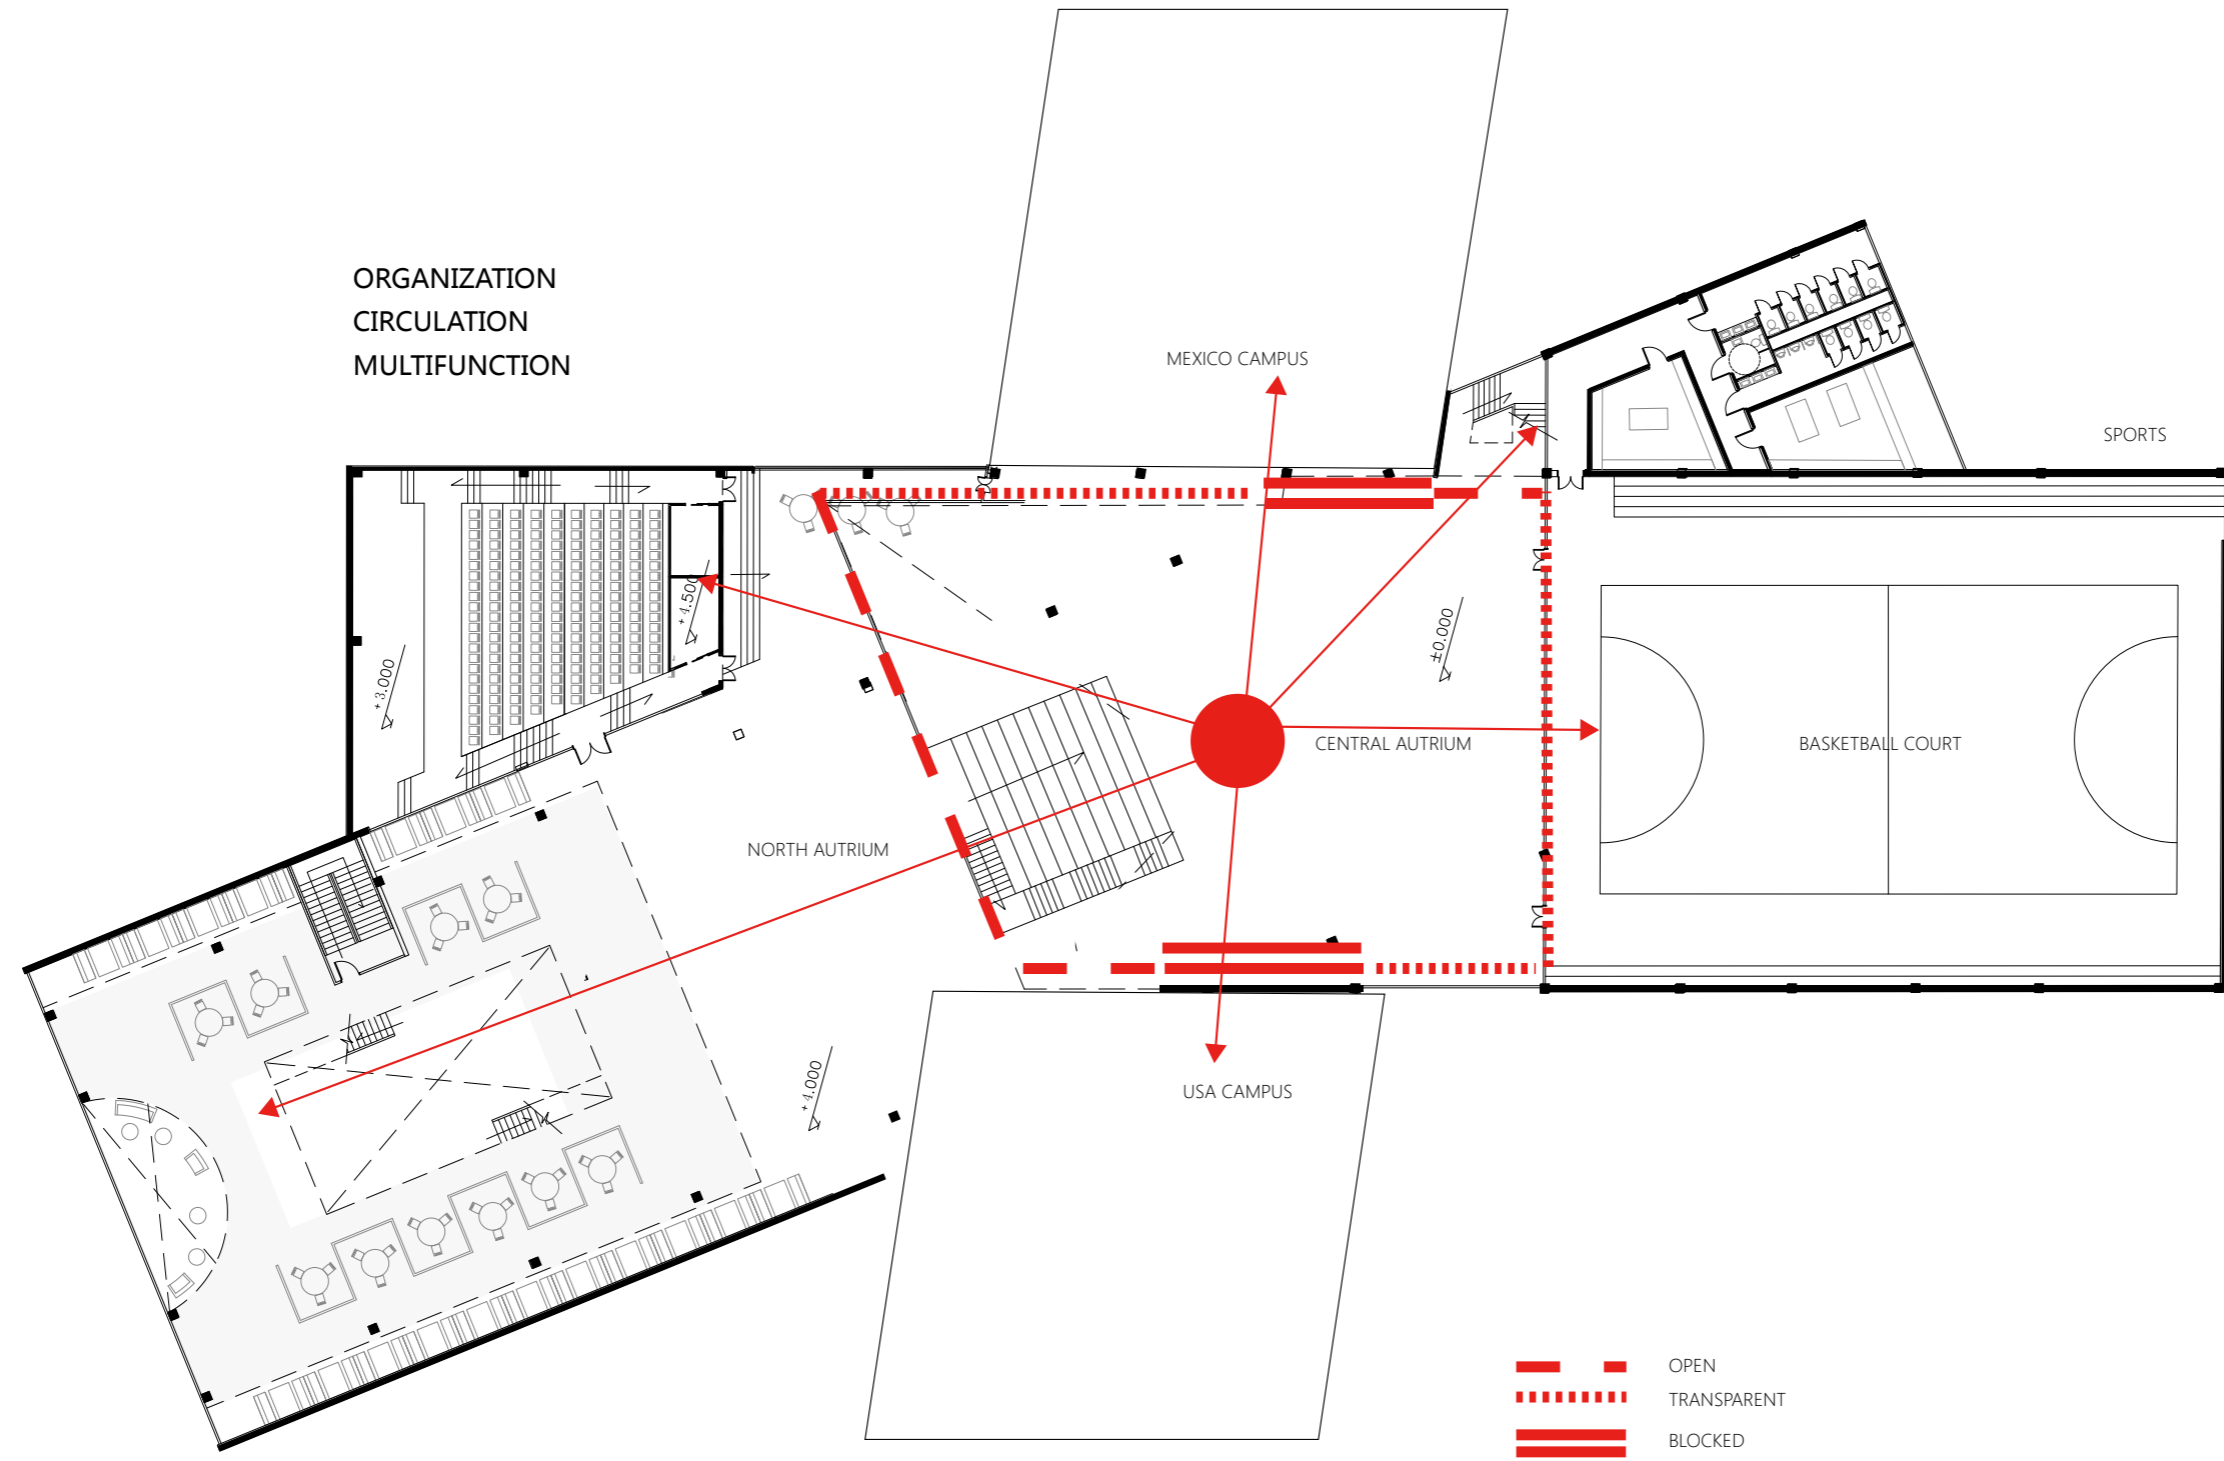 ORGANIZATION
CIRCULATION
MULTIFUNCTION
MEXICO CAMPUS
SPORTS
+4.500
+3.000
±0.000
CENTRAL AUTRIUM
BASKETBALL COURT
NORTH AUTRIUM
+4.000
USA CAMPUS
OPEN
TRANSPARENT
BLOCKED